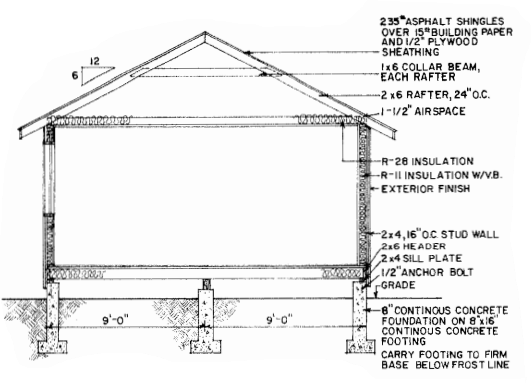 235# ASPHALT SHINGLES
OVER 15# BUILDING PAPER
AND 1/2" PLYWOOD
SHEATHING
12
6
1x6 COLLAR BEAM,
EACH RAFTER
2x6 RAFTER, 24" O.C.
1-1/2" AIRSPACE
R-28 INSULATION
R-11 INSULATION W/V.B.
EXTERIOR FINISH
2x4, 16" O.C. STUD WALL
2x6 HEADER
2x4 SILL PLATE
1/2" ANCHOR BOLT
GRADE
9'-0"
9'-0"
8" CONTINOUS CONCRETE
FOUNDATION ON 8"x16"
CONTINOUS CONCRETE
FOOTING
CARRY FOOTING TO FIRM
BASE BELOW FROST LINE